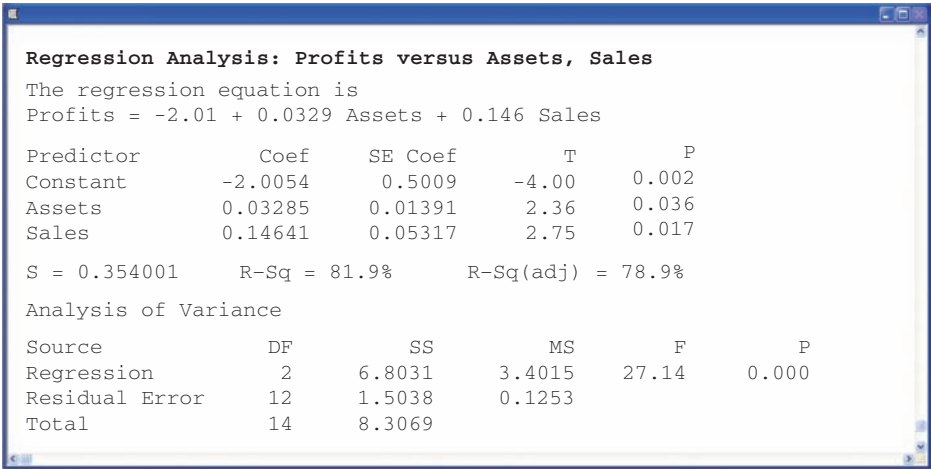 Regression Analysis: Profits versus Assets, Sales
The regression equation is
Profits = -2.01 + 0.0329 Assets + 0.146 Sales
Predictor Coef SE Coef T P
Constant -2.0054 0.5009 -4.00 0.002
Assets 0.03285 0.01391 2.36 0.036
Sales 0.14641 0.05317 2.75 0.017
S = 0.354001 R-Sq = 81.9% R-Sq(adj) = 78.9%
Analysis of Variance
Source DF SS MS F P
Regression 2 6.8031 3.4015 27.14 0.000
Residual Error 12 1.5038 0.1253
Total 14 8.3069